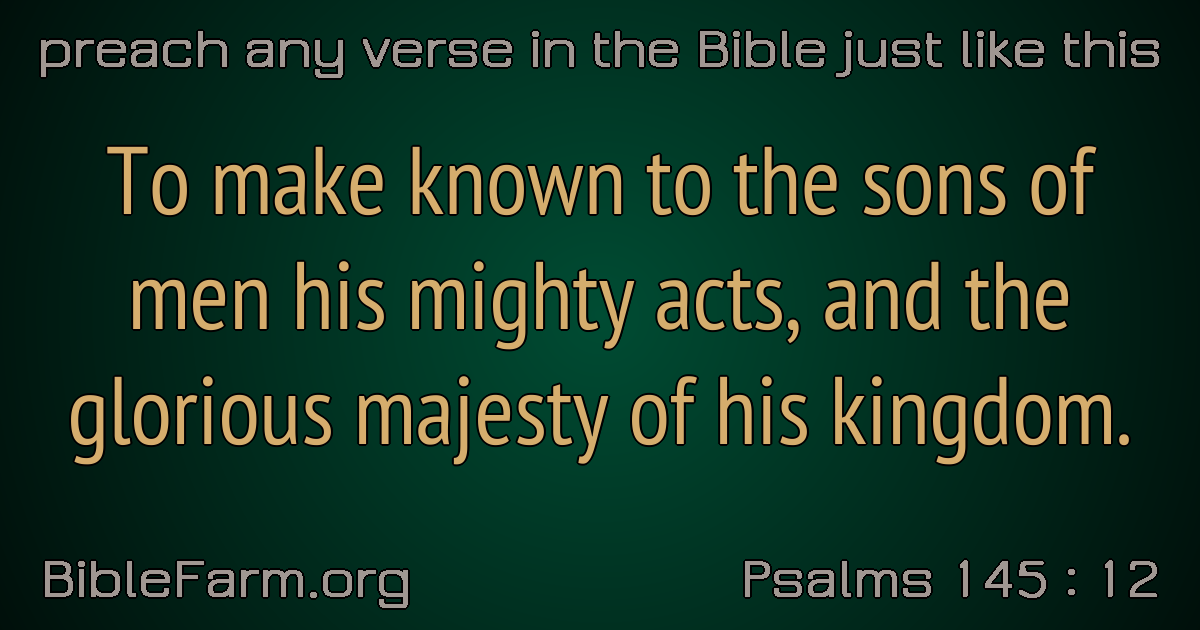 preach any verse in the Bible just like this
To make known to the sons of
men his mighty acts, and the
glorious majesty of his kingdom.
BibleFarm.org
Psalms 145 : 12